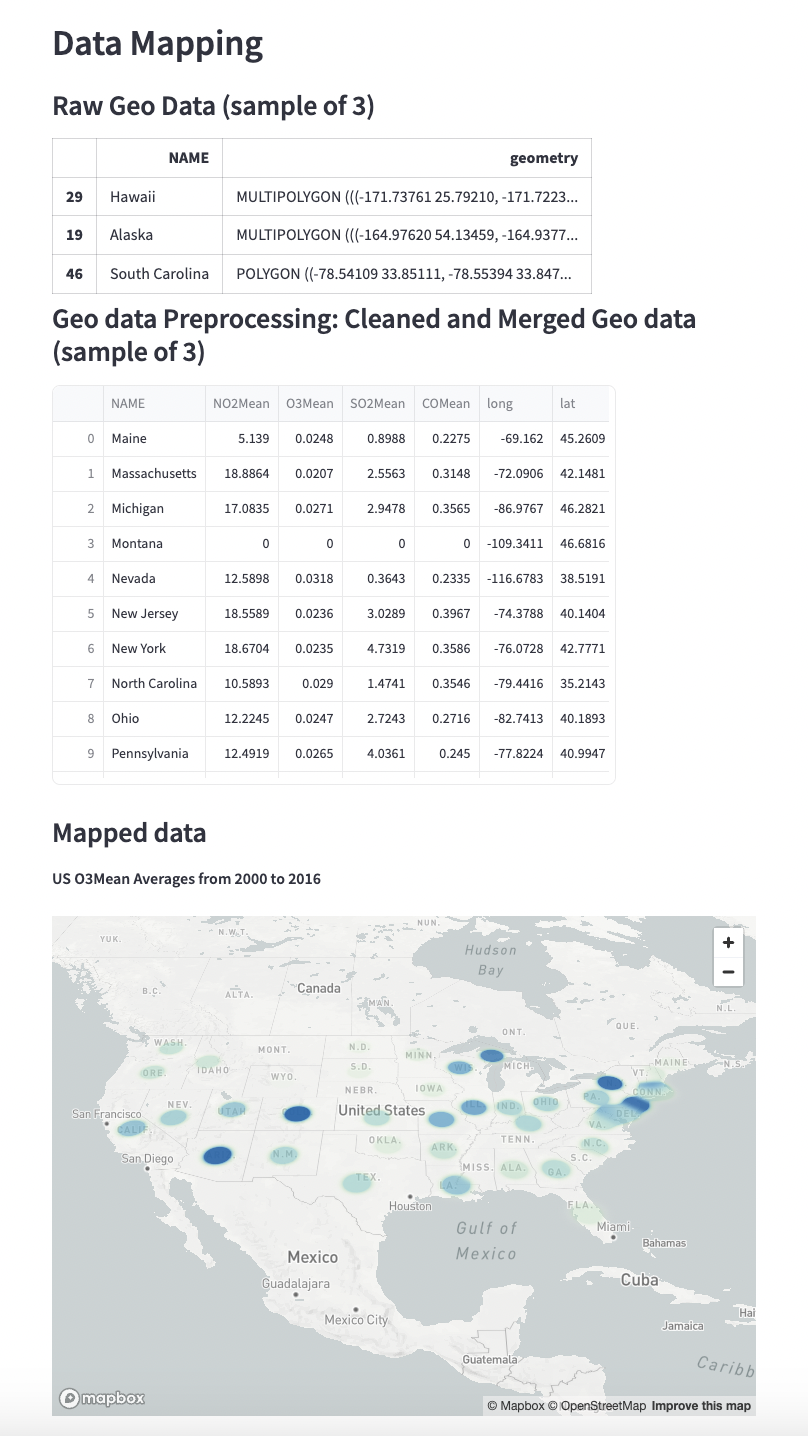 Data Mapping
Raw Geo Data (sample of 3)
NAME geometry
29 Hawaii MULTIPOLYGON (((-171.73761 25.79210, -171.7223...
19 Alaska MULTIPOLYGON (((-164.97620 54.13459, -164.9377...
46 South Carolina POLYGON ((-78.54109 33.85111, -78.55394 33.847...
Geo data Preprocessing: Cleaned and Merged Geo data
(sample of 3)
NAME NO2Mean O3Mean SO2Mean COMean long lat
0 Maine 5.139 0.0248 0.8988 0.2275 -69.162 45.2609
1 Massachusetts 18.8864 0.0207 2.5563 0.3148 -72.0906 42.1481
2 Michigan 17.0835 0.0271 2.9478 0.3565 -86.9767 46.2821
3 Montana 0 0 0 0 -109.3411 46.6816
4 Nevada 12.5898 0.0318 0.3643 0.2335 -116.6783 38.5191
5 New Jersey 18.5589 0.0236 3.0289 0.3967 -74.3788 40.1404
6 New York 18.6704 0.0235 4.7319 0.3586 -76.0728 42.7771
7 North Carolina 10.5893 0.029 1.4741 0.3546 -79.4416 35.2143
8 Ohio 12.2245 0.0247 2.7243 0.2716 -82.7413 40.1893
9 Pennsylvania 12.4919 0.0265 4.0361 0.245 -77.8224 40.9947
Mapped data
US O3Mean Averages from 2000 to 2016
NUN.
YUK. N.W.T.
Hudson
Bay
+
−
Canada
B.C. ALTA. MAN.
N.L.
ONT. QUE.
WASH. MONT. N.D. MINN
ORE. IDAHO S.D. WIS. MICH. VT. MAINE N.S.
WYO.
NEBR. IOWA PA. CONN.
San Francisco NEV. UTAH United States ILL. IND. OHIO DEL.
CALIF. VA.
OKLA. TENN. N.C.
San Diego N.M. ARK. S.C.
MISS. ALA. GA.
TEX. LA.
Houston FLA.
Gulf of
Mexico
Miami
Bahamas
Mexico
Guadalajara Cuba
Mexico City Hai
Jamaica
Guatemala Caribb
mapbox
© Mapbox © OpenStreetMap Improve this map